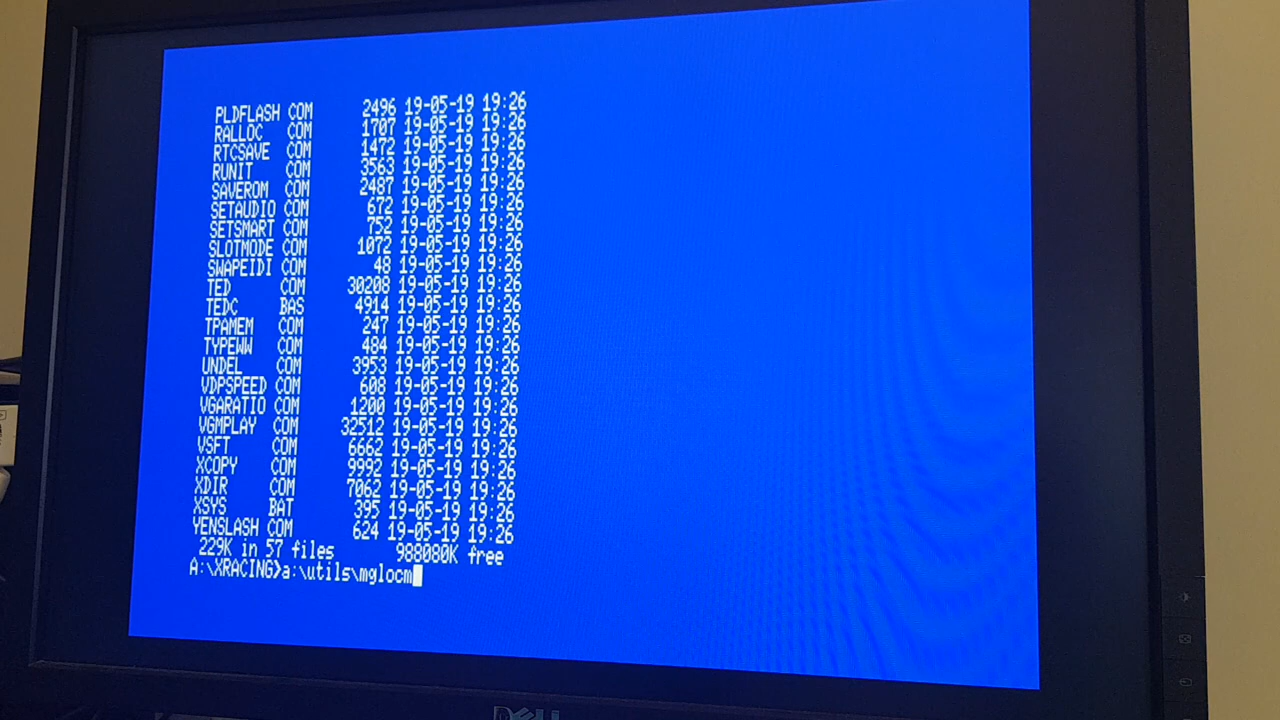 PLDFLASH COM 2496 19-05-19 19:26
RALLOC COM 1707 19-05-19 19:26
RTCSAVE COM 1472 19-05-19 19:26
RUNIT COM 3563 19-05-19 19:26
SAVEROM COM 2487 19-05-19 19:26
SETAUDIO COM 672 19-05-19 19:26
SETSMART COM 752 19-05-19 19:26
SLOTMODE COM 1072 19-05-19 19:26
SWAPEIDI COM 48 19-05-19 19:26
TED COM 30208 19-05-19 19:26
TEDC BAS 4914 19-05-19 19:26
TPAMEM COM 247 19-05-19 19:26
TYPEWW COM 484 19-05-19 19:26
UNDEL COM 3953 19-05-19 19:26
VDPSPEED COM 608 19-05-19 19:26
VGARATIO COM 1200 19-05-19 19:26
VGMPLAY COM 32512 19-05-19 19:26
VSFT COM 6662 19-05-19 19:26
XCOPY COM 9992 19-05-19 19:26
XDIR COM 7062 19-05-19 19:26
XSYS BAT 395 19-05-19 19:26
YENSLASH COM 624 19-05-19 19:26
229K in 57 files 988080K free
A:\XRACING>a:\utils\mglocm
DELL